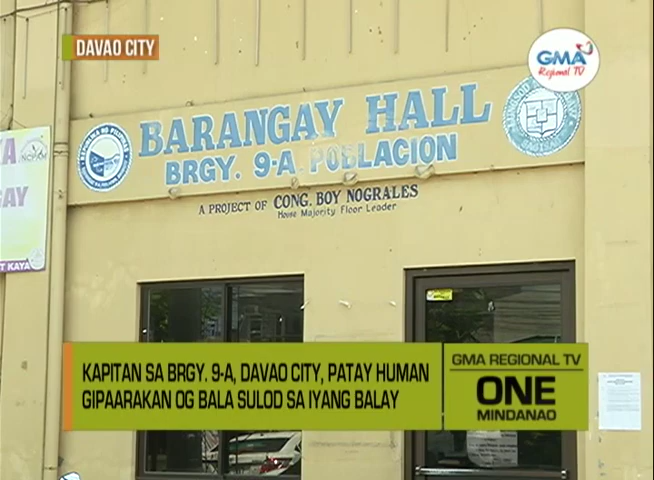 DAVAO CITY
GMA
Regional TV
BARANGAY HALL
BRGY. 9-A POBLACION
A PROJECT OF CONG. BOY NOGRALES
House Majority Floor Leader
GAY
T KAYA
KAPITAN SA BRGY. 9-A, DAVAO CITY, PATAY HUMAN
GIPAARAKAN OG BALA SULOD SA IYANG BALAY
GMA REGIONAL TV
ONE
MINDANAO